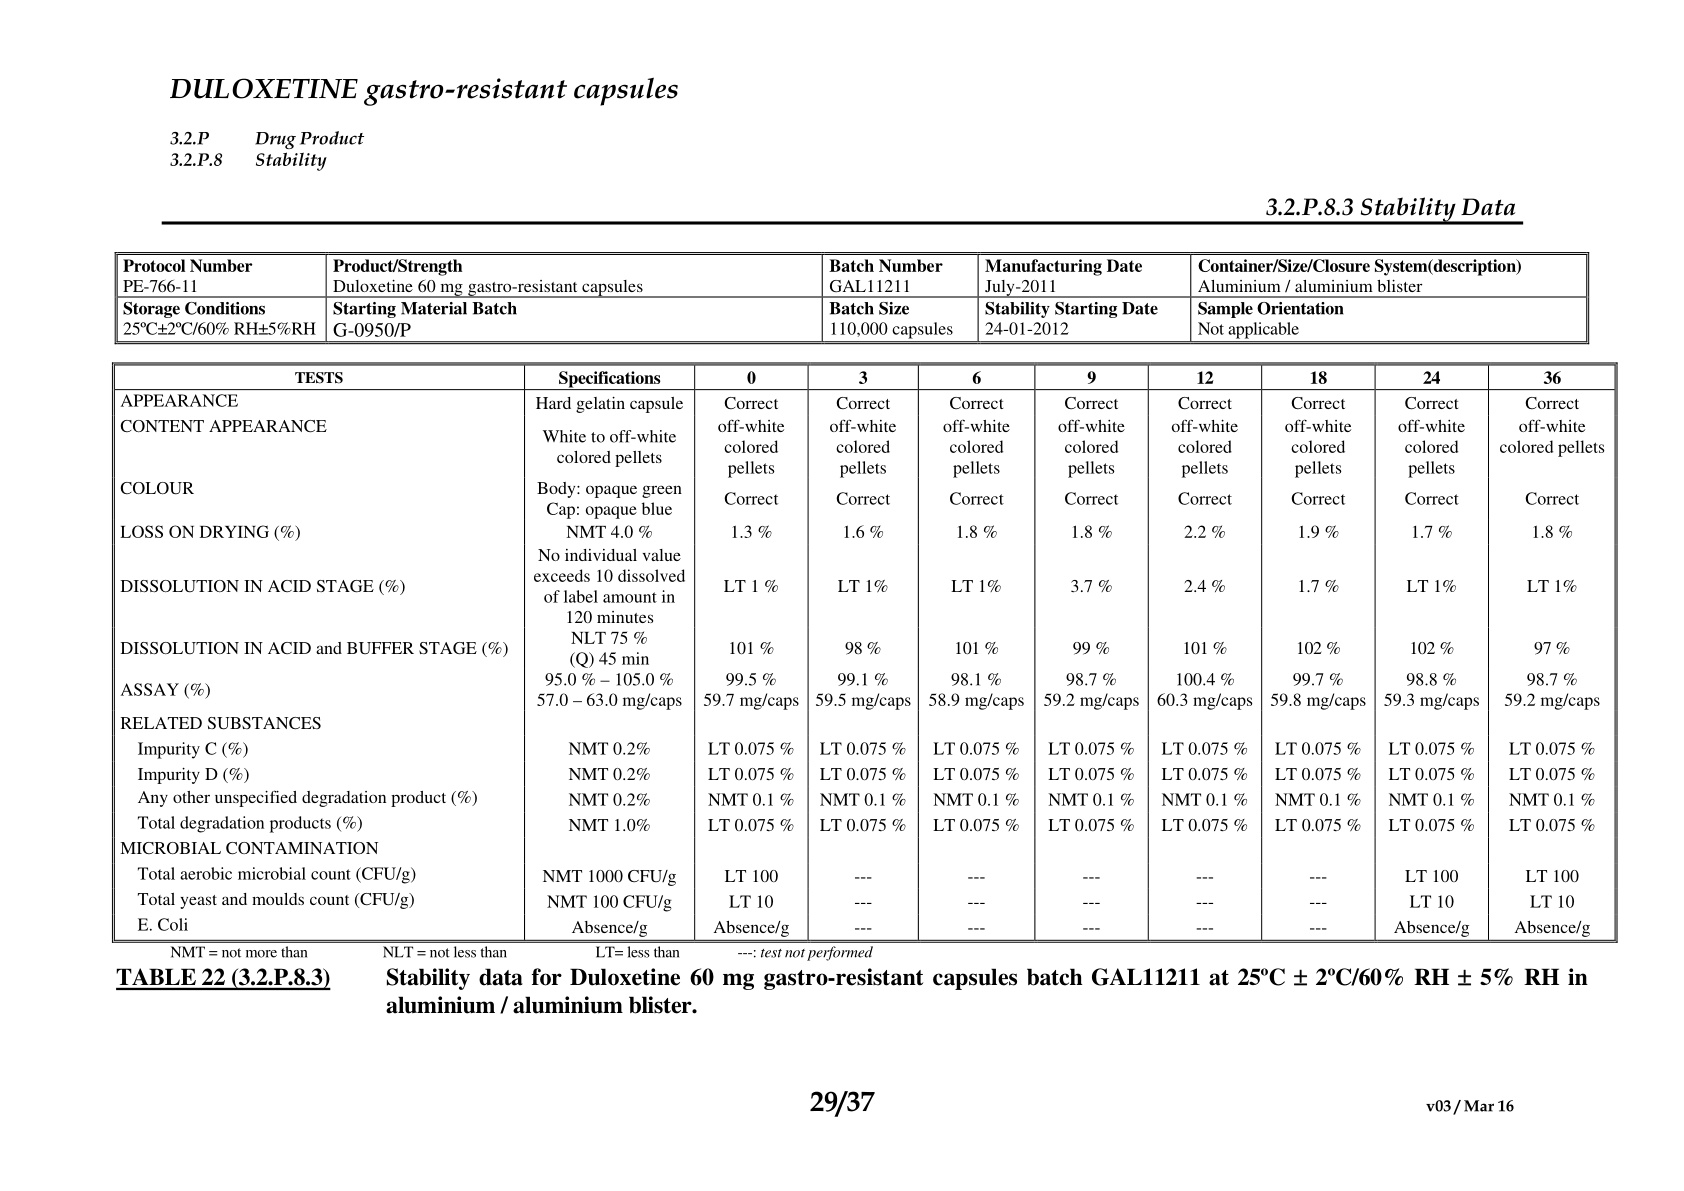 DULOXETINE gastro-resistant capsules
3.2.P Drug Product
3.2.P.8 Stability
3.2.P.8.3 Stability Data
Protocol Number Product/Strength Batch Number Manufacturing Date Container/Size/Closure System(description)
PE-766-11 Duloxetine 60 mg gastro-resistant capsules GAL11211 July-2011 Aluminium / aluminium blister
Storage Conditions Starting Material Batch Batch Size Stability Starting Date Sample Orientation
25ºC±2ºC/60% RH±5%RH G-0950/P 110,000 capsules 24-01-2012 Not applicable
TESTS Specifications 0 3 6 9 12 18 24 36
APPEARANCE Hard gelatin capsule Correct Correct Correct Correct Correct Correct Correct Correct
CONTENT APPEARANCE off-white off-white off-white off-white off-white off-white off-white off-white
White to off-white colored colored colored colored colored colored colored colored pellets
colored pellets pellets pellets pellets pellets pellets pellets pellets
COLOUR Body: opaque green Correct Correct Correct Correct Correct Correct Correct Correct
Cap: opaque blue
LOSS ON DRYING (%) NMT 4.0 % 1.3 % 1.6 % 1.8 % 1.8 % 2.2 % 1.9 % 1.7 % 1.8 %
No individual value
exceeds 10 dissolved
DISSOLUTION IN ACID STAGE (%) LT 1 % LT 1% LT 1% 3.7 % 2.4 % 1.7 % LT 1% LT 1%
of label amount in
120 minutes
NLT 75 %
DISSOLUTION IN ACID and BUFFER STAGE (%) 101 % 98 % 101 % 99 % 101 % 102 % 102 % 97 %
(Q) 45 min
95.0 % – 105.0 % 99.5 % 99.1 % 98.1 % 98.7 % 100.4 % 99.7 % 98.8 % 98.7 %
ASSAY (%)
57.0 – 63.0 mg/caps 59.7 mg/caps 59.5 mg/caps 58.9 mg/caps 59.2 mg/caps 60.3 mg/caps 59.8 mg/caps 59.3 mg/caps 59.2 mg/caps
RELATED SUBSTANCES
Impurity C (%) NMT 0.2% LT 0.075 % LT 0.075 % LT 0.075 % LT 0.075 % LT 0.075 % LT 0.075 % LT 0.075 % LT 0.075 %
Impurity D (%) NMT 0.2% LT 0.075 % LT 0.075 % LT 0.075 % LT 0.075 % LT 0.075 % LT 0.075 % LT 0.075 % LT 0.075 %
Any other unspecified degradation product (%) NMT 0.2% NMT 0.1 % NMT 0.1 % NMT 0.1 % NMT 0.1 % NMT 0.1 % NMT 0.1 % NMT 0.1 % NMT 0.1 %
Total degradation products (%) NMT 1.0% LT 0.075 % LT 0.075 % LT 0.075 % LT 0.075 % LT 0.075 % LT 0.075 % LT 0.075 % LT 0.075 %
MICROBIAL CONTAMINATION
Total aerobic microbial count (CFU/g) NMT 1000 CFU/g LT 100 --- --- --- --- --- LT 100 LT 100
Total yeast and moulds count (CFU/g) NMT 100 CFU/g LT 10 --- --- --- --- --- LT 10 LT 10
E. Coli Absence/g Absence/g --- --- --- --- --- Absence/g Absence/g
NMT = not more than NLT = not less than LT= less than ---: test not performed
TABLE 22 (3.2.P.8.3) Stability data for Duloxetine 60 mg gastro-resistant capsules batch GAL11211 at 25ºC ± 2ºC/60% RH ± 5% RH in
aluminium / aluminium blister.
29/37
v03 / Mar 16